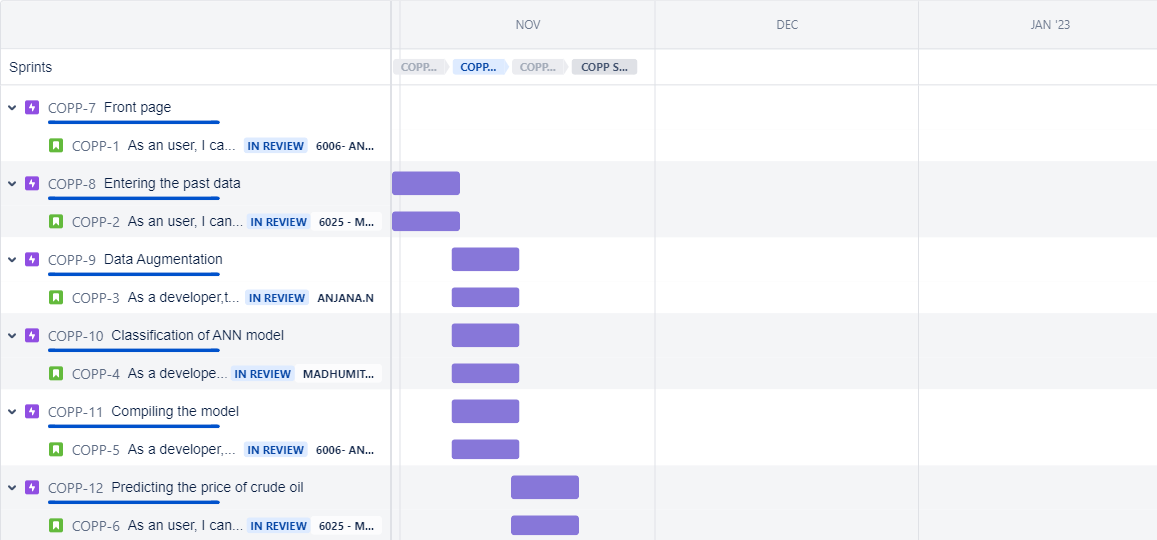 NOV DEC JAN '23
Sprints COPP... COPP... COPP... COPP S...
COPP-7 Front page
COPP-1 As an user, I ca... IN REVIEW 6006- AN...
COPP-8 Entering the past data
COPP-2 As an user, I can... IN REVIEW 6025 - M...
COPP-9 Data Augmentation
COPP-3 As a developer,t... IN REVIEW ANJANA.N
COPP-10 Classification of ANN model
COPP-4 As a develope... IN REVIEW MADHUMIT...
COPP-11 Compiling the model
COPP-5 As a developer,... IN REVIEW 6006- AN...
COPP-12 Predicting the price of crude oil
COPP-6 As an user, I can... IN REVIEW 6025 - M...